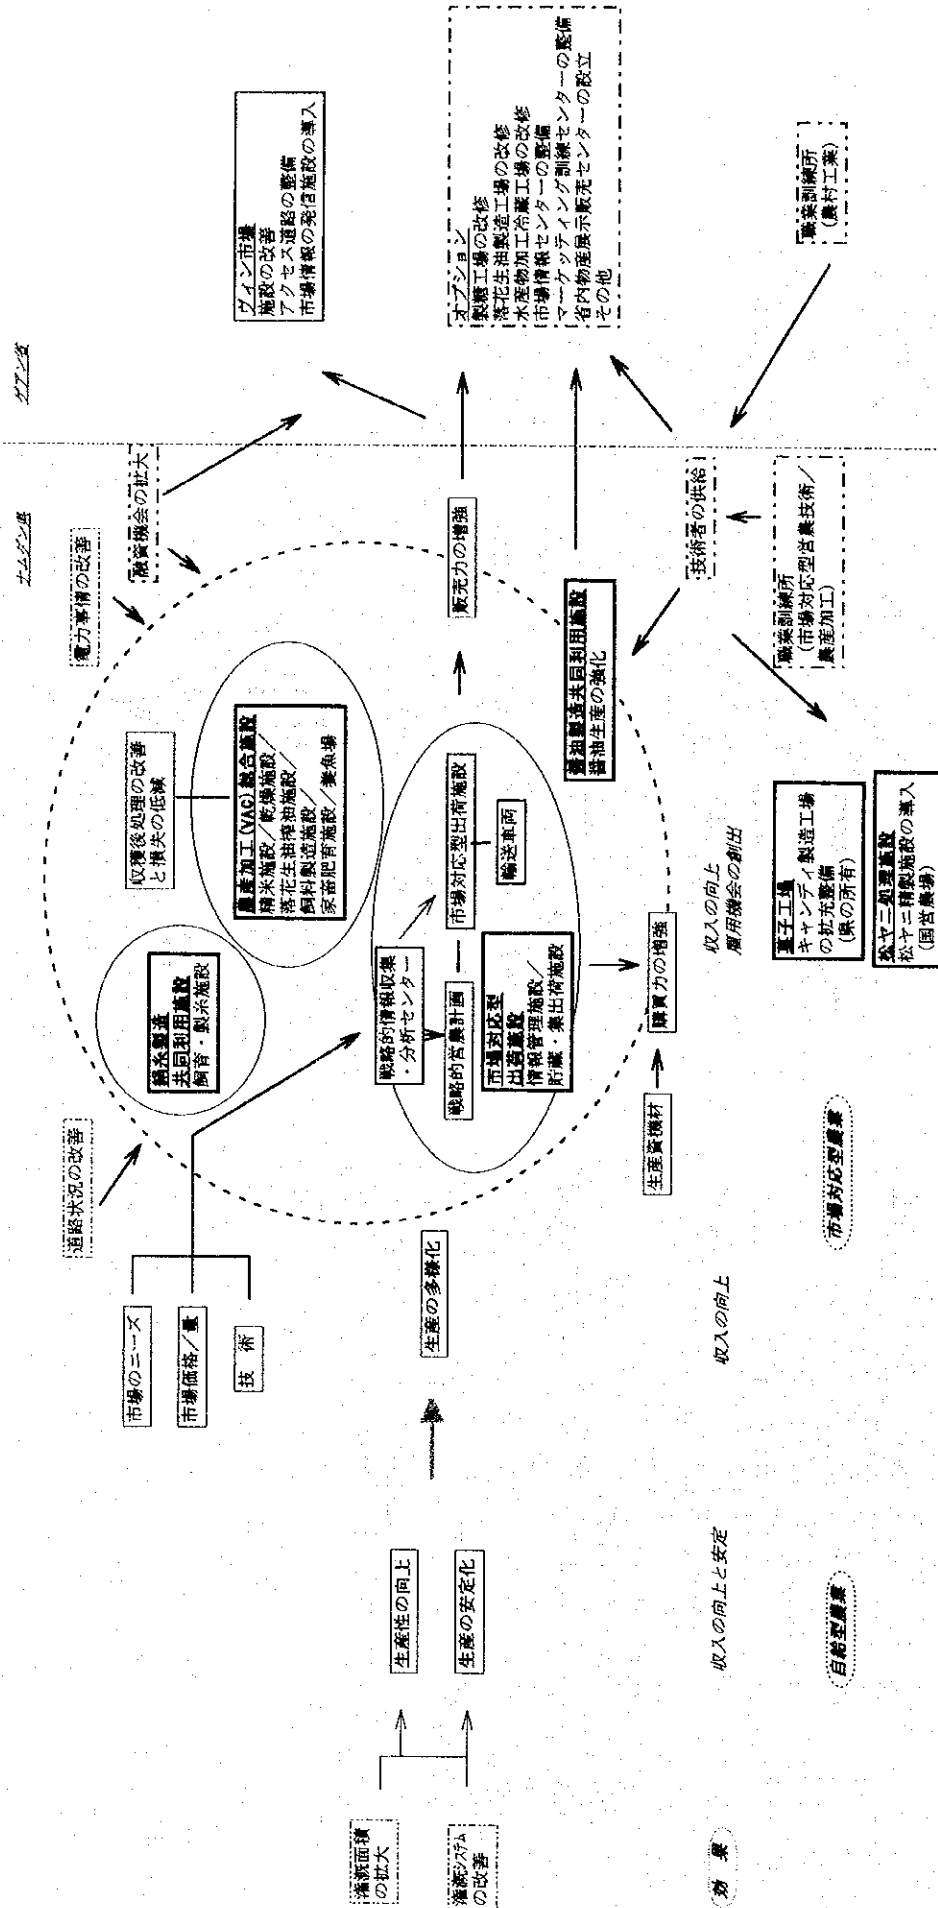 ナムダン県
ゲアン省
道路状況の改善
電力事情の改善
融資機会の拡大
市場のニーズ
市場価格／量
技 術
絹糸製造
共同利用施設
飼育・製糸施設
収穫後処理の改善
と損失の低減
農産加工(VAC)総合施設
精米施設／乾燥施設／
落花生油搾油施設／
飼料製造施設／
家畜肥育施設／養魚場
ヴィン市場
施設の改善
アクセス道路の整備
市場情報の発信施設の導入
灌漑面積
の拡大
灌漑システム
の改善
生産性の向上
生産の安定化
生産の多様化
戦略的情報収集
・分析センター
戦略的営農計画
市場対応型出荷施設
輸送車両
市場対応型
出荷施設
情報管理施設／
貯蔵・集出荷施設
販売力の増強
オプション
製糖工場の改修
落花生油製造工場の改修
水産物加工冷蔵工場の改修
市場情報センターの整備
マーケッティング訓練センターの整備
省内物産展示販売センターの設立
その他
醤油製造共同利用施設
醤油生産の強化
生産資機材
購買力の増強
技術者の供給
職業訓練所
(市場対応型営農技術／
農産加工)
職業訓練所
(農村工業)
効 果
収入の向上と安定
収入の向上
収入の向上
雇用機会の創出
自給型農業
市場対応型農業
菓子工場
キャンディ製造工場
の拡充整備
(県の所有)
松ヤニ処理施設
松ヤニ精製施設の導入
(国営農場)